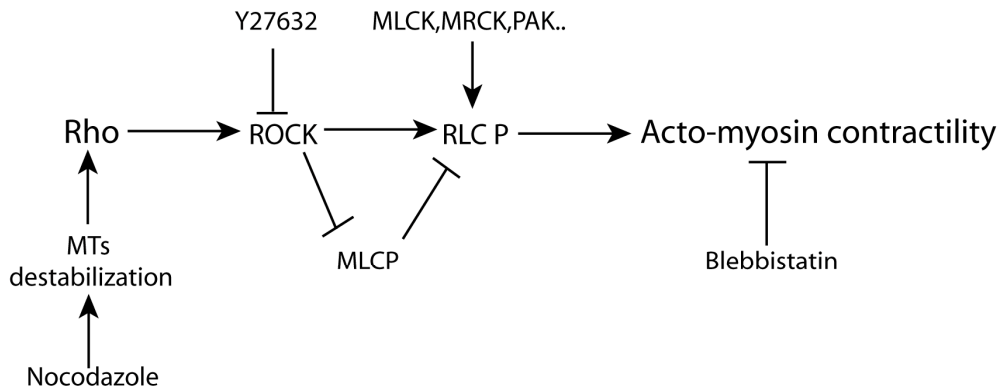 Y27632
MLCK,MRCK,PAK..
Rho
ROCK
RLC P
Acto-myosin contractility
MTs
destabilization
MLCP
Blebbistatin
Nocodazole